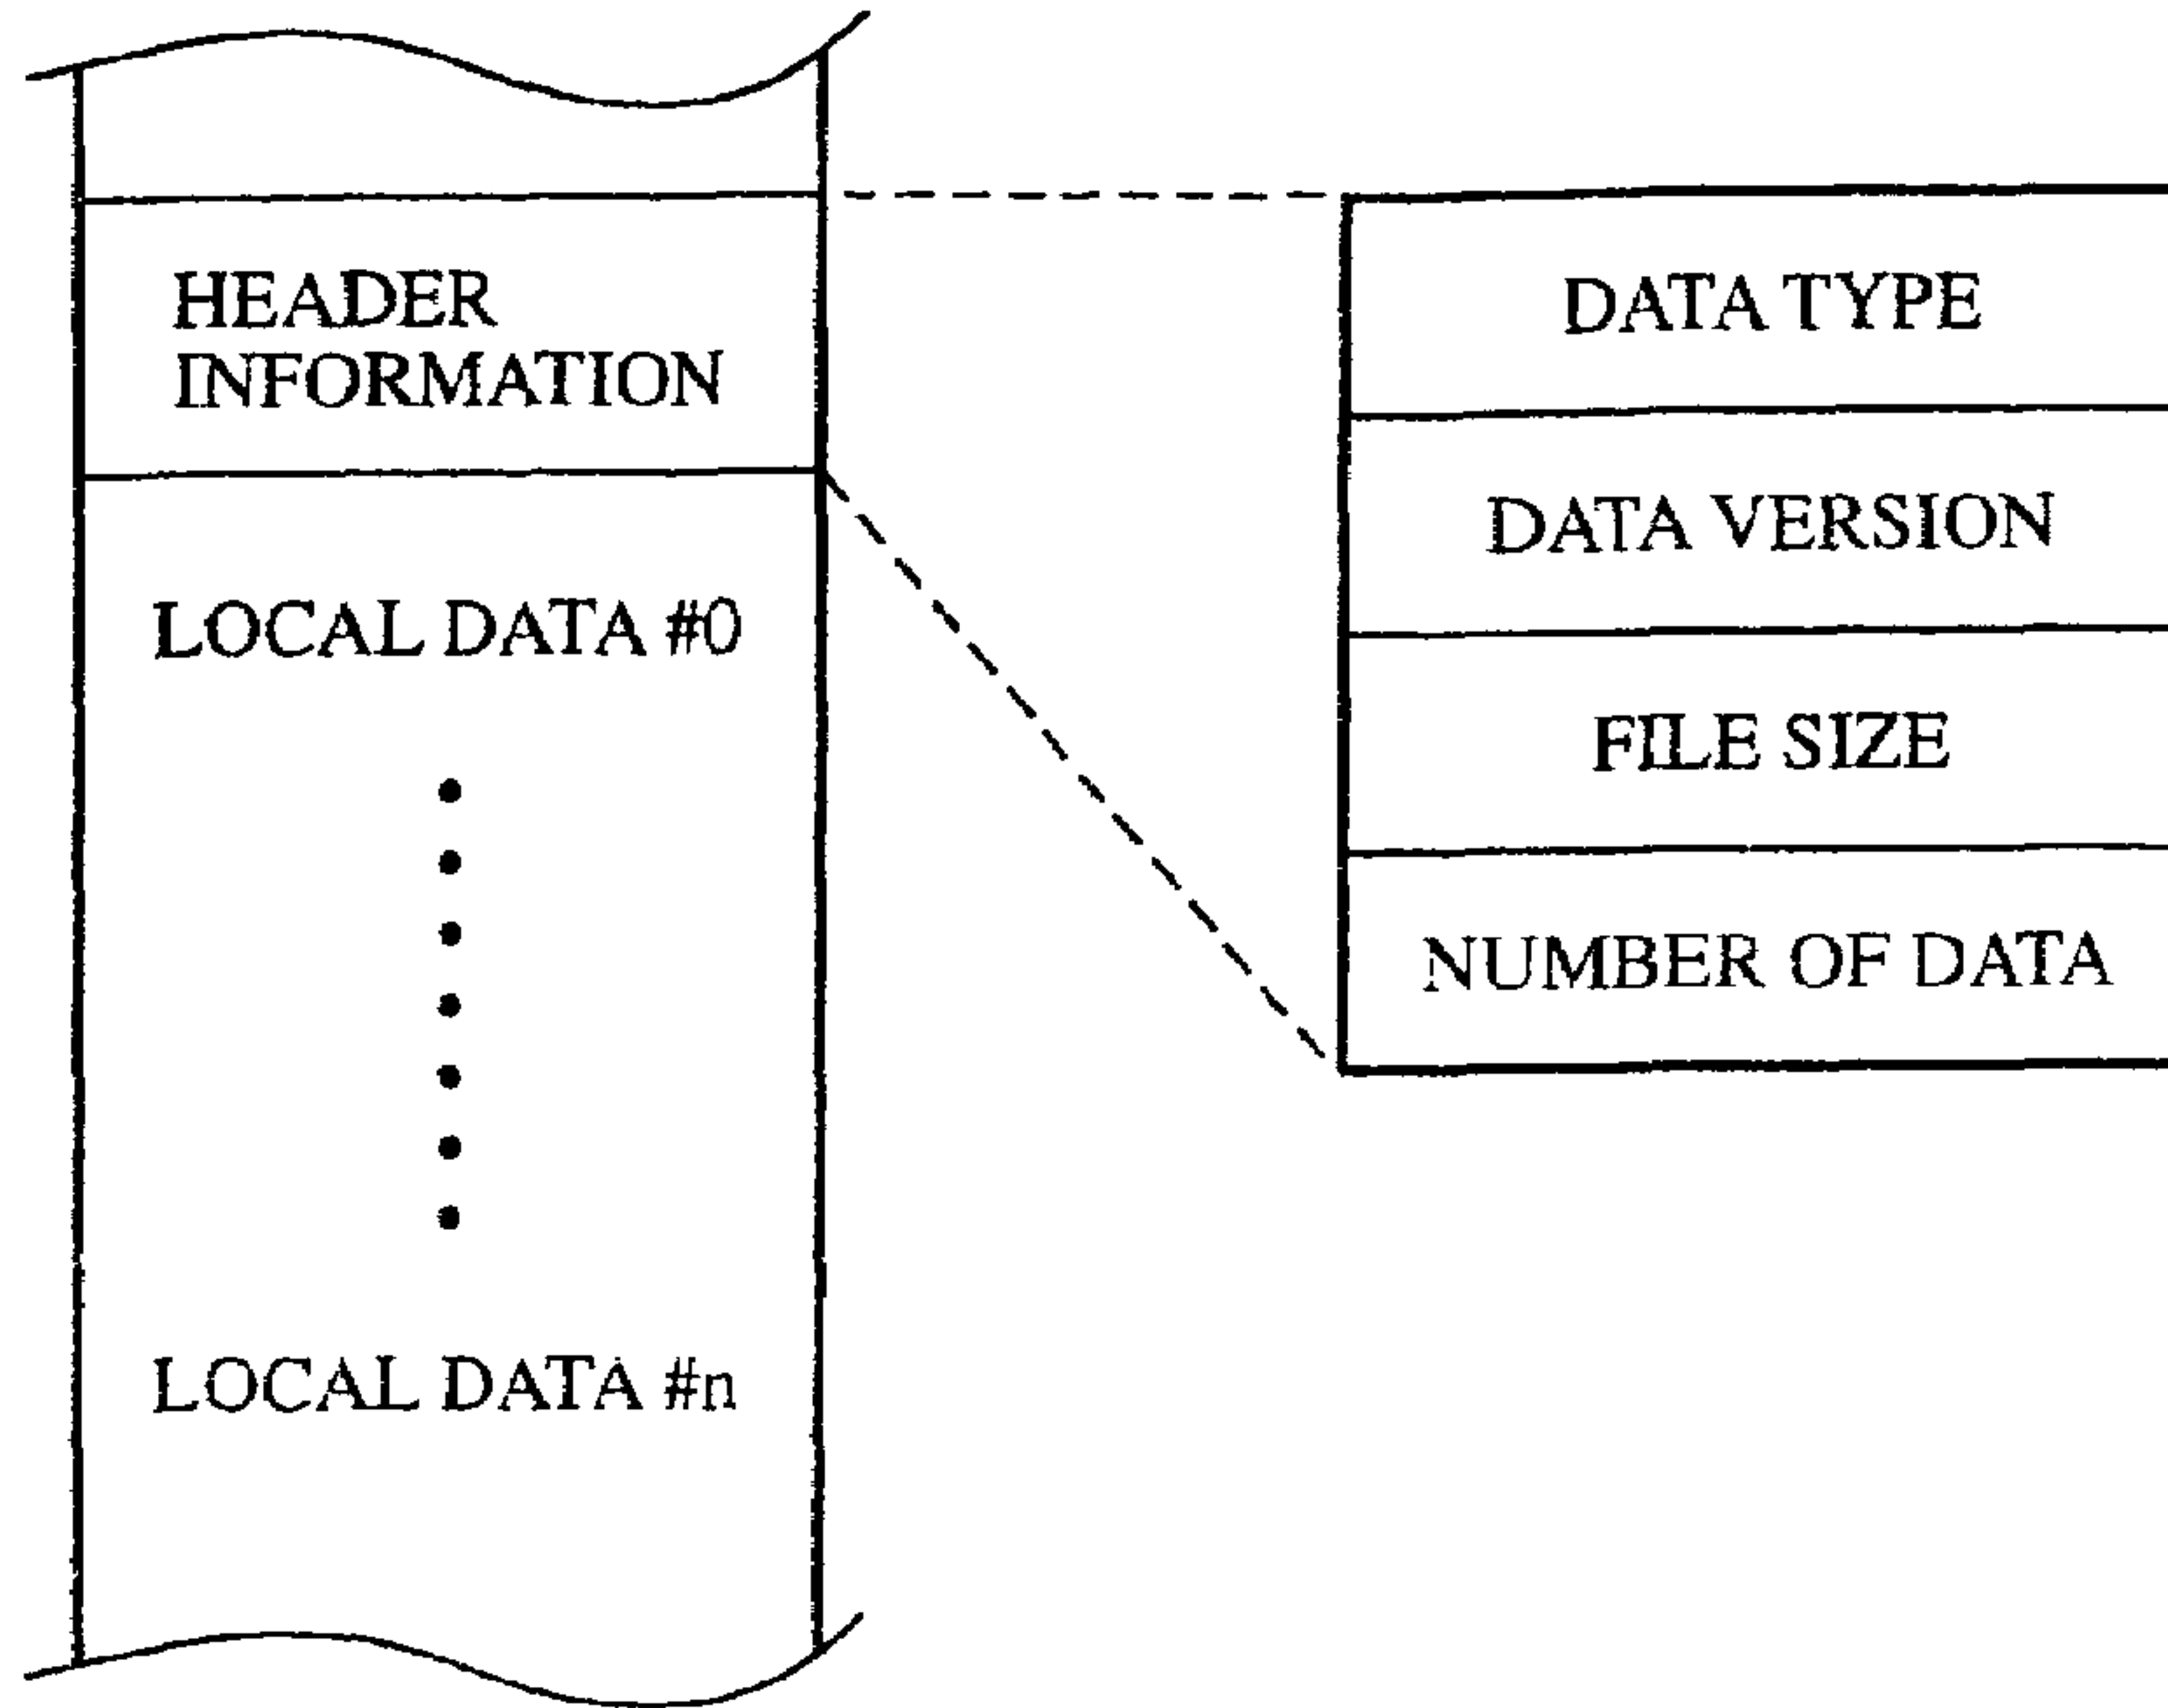 HEADER
INFORMATION
LOCAL DATA #0
LOCAL DATA #n
DATA TYPE
DATA VERSION
FILE SIZE
NUMBER OF DATA